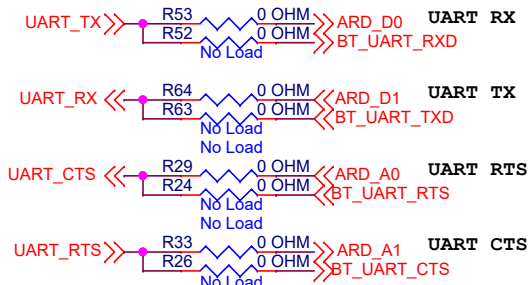 R53 0 OHM UART RX
UART_TX ARD_D0
R52 0 OHM BT_UART_RXD
No Load
R64 0 OHM UART TX
UART_RX ARD_D1
R63 0 OHM BT_UART_TXD
No Load
No Load
R29 0 OHM UART RTS
UART_CTS ARD_A0
R24 0 OHM BT_UART_RTS
No Load
No Load
R33 0 OHM UART CTS
UART_RTS ARD_A1
R26 0 OHM BT_UART_CTS
No Load